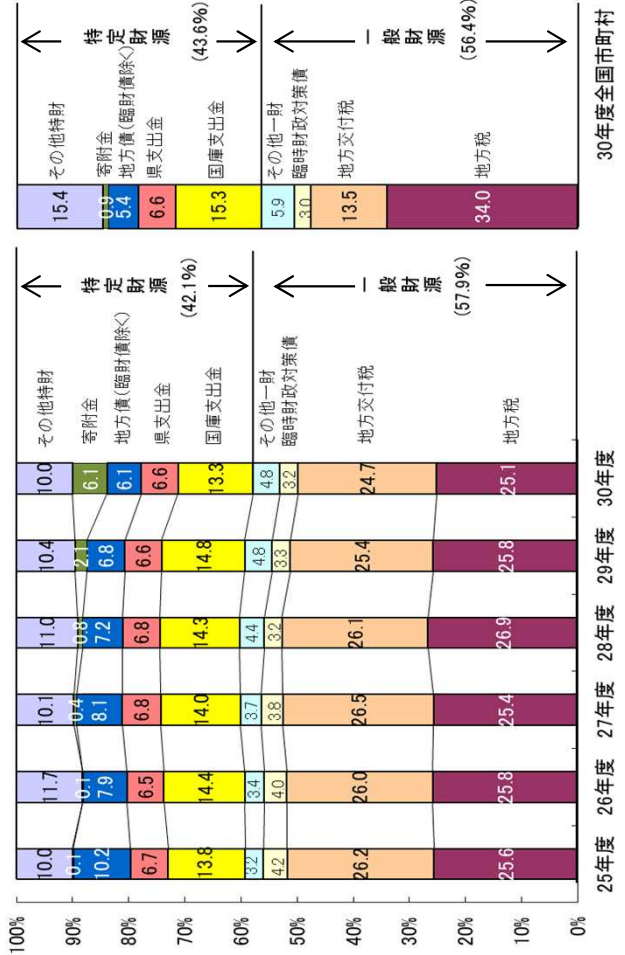 100%
90%
80%
70%
60%
50%
40%
30%
20%
10%
0%
10.0
0.1
10.2
6.7
13.8
3.2
4.2
26.2
25.6
25年度
11.7
0.1
7.9
6.5
14.4
3.4
4.0
26.0
25.8
26年度
10.1
0.4
8.1
6.8
14.0
3.7
3.8
26.5
25.4
27年度
11.0
0.8
7.2
6.8
14.3
4.4
3.2
26.1
26.9
28年度
10.4
2.1
6.8
6.6
14.8
4.8
3.3
25.4
25.8
29年度
10.0
6.1
6.1
6.6
13.3
4.8
3.2
24.7
25.1
30年度
その他特財
寄附金
地方債(臨財債除く)
県支出金
国庫支出金
その他一財
臨時財政対策債
地方交付税
地方税
特定財源
(42.1%)
一般財源
(57.9%)
15.4
0.9
5.4
6.6
15.3
5.9
3.0
13.5
34.0
30年度全国市町村
その他特財
寄附金
地方債(臨財債除く)
県支出金
国庫支出金
その他一財
臨時財政対策債
地方交付税
地方税
特定財源
(43.6%)
一般財源
(56.4%)